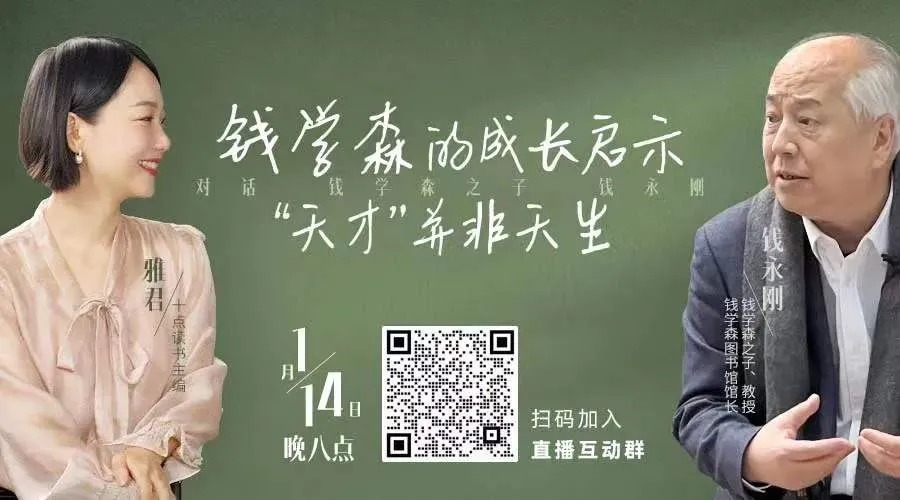 钱学森的成长启示
对话 钱学森之子 钱永刚
“天才”并非天生
雅君
十点读书主编
钱永刚
钱学森之子、教授
钱学森图书馆馆长
1月/14日
晚八点
扫码加入
直播互动群